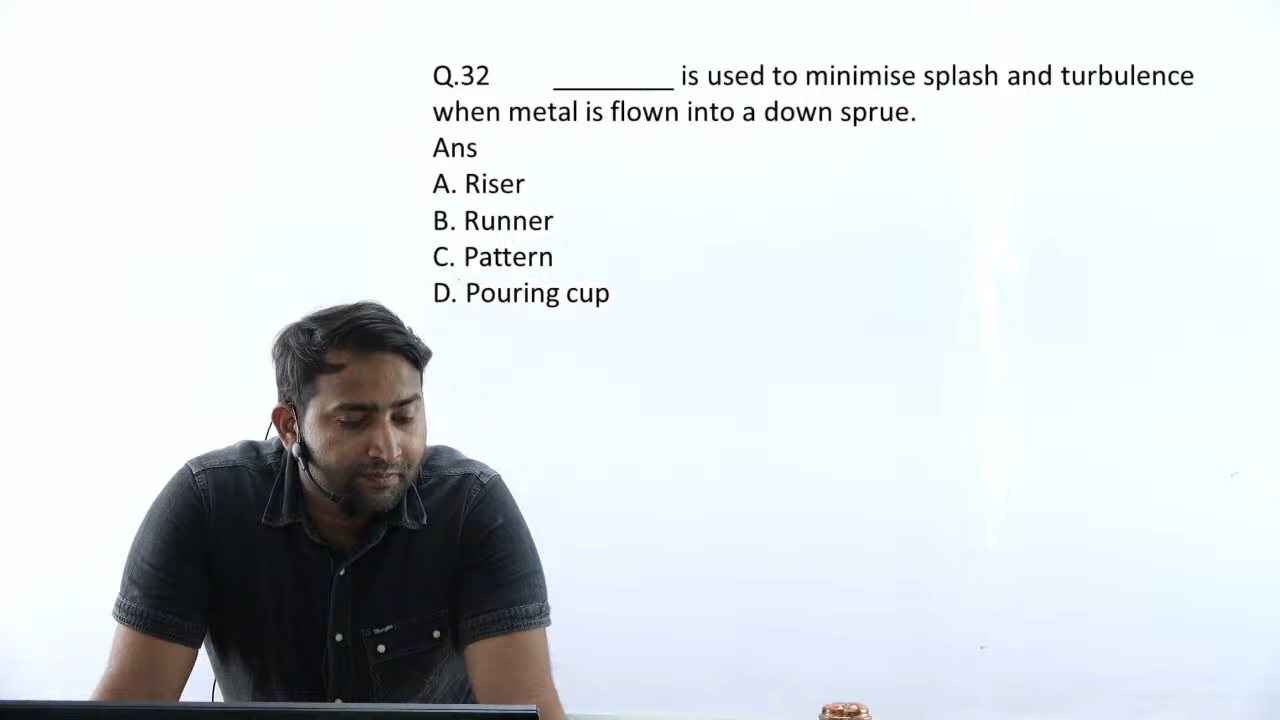 Q.32 ________ is used to minimise splash and turbulence
when metal is flown into a down sprue.
Ans
A. Riser
B. Runner
C. Pattern
D. Pouring cup